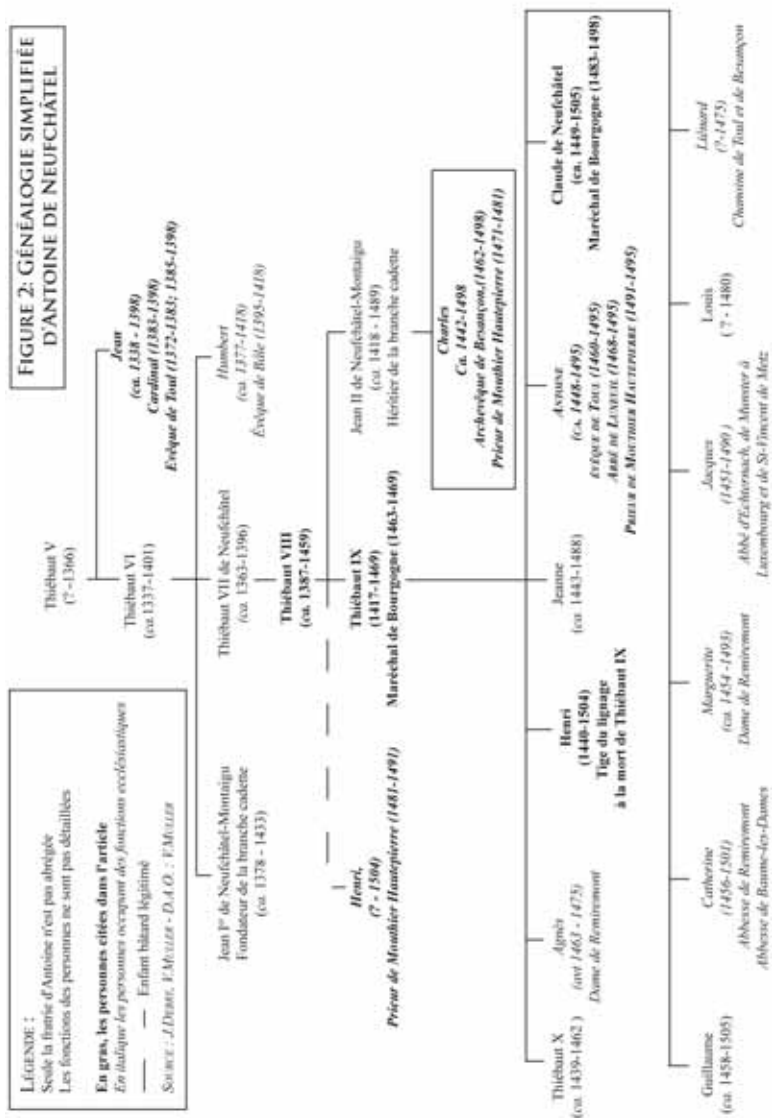 FIGURE 2: GÉNÉALOGIE SIMPLIFIÉE
D'ANTOINE DE NEUFCHÂTEL
LÉGENDE :
Seule la fratrie d'Antoine n'est pas abrégée
Les fonctions des personnes ne sont pas détaillées
En gras, les personnes citées dans l'article
En italique les personnes occupant des fonctions ecclésiastiques
Enfant bâtard légitimé
SOURCE : J. DEBRY, V. MULLER - D.A.O. : V. MULLER
Thiébaut V
(? -1366)
Thiébaut VI
(ca.1337-1401)
Jean
(ca. 1338 - 1398)
Cardinal (1383-1398)
Evêque de Toul (1372-1383; 1385-1398)
Jean Ier de Neufchâtel-Montaigu
Fondateur de la branche cadette
(ca. 1378 - 1433)
Thiébaut VII de Neufchâtel
(ca. 1363-1396)
Humbert
(ca. 1377-1418)
Évêque de Bâle (1395-1418)
Thiébaut VIII
(ca. 1387-1459)
Henri,
(? - 1504)
Prieur de Mouthier Hautepierre (1481-1491)
Thiébaut IX
(1417-1469)
Maréchal de Bourgogne (1463-1469)
Jean II de Neufchâtel-Montaigu
(ca. 1418 - 1489)
Héritier de la branche cadette
Charles
Ca. 1442-1498
Archevêque de Besançon,(1462-1498)
Prieur de Mouthier Hautepierre (1471-1481)
Thiébaut X
(ca. 1439-1462 )
Agnès
(avt 1463 - 1475)
Dame de Remiremont
Henri
(1440-1504)
Tige du lignage
à la mort de Thiébaut IX
Jeanne
(ca. 1443-1488)
ANTOINE
(CA. 1448-1495)
EVÊQUE DE TOUL (1460-1495)
ABBÉ DE LUXEUIL (1468-1495)
PRIEUR DE MOUTHIER HAUTEPIERRE (1491-1495)
Claude de Neufchâtel
(ca. 1449-1505)
Maréchal de Bourgogne (1483-1498)
Guillaume
(ca. 1458-1505)
Catherine
(1456-1501)
Abbesse de Remiremont
Abbesse de Baume-les-Dames
Marguerite
(ca. 1454 -1493)
Dame de Remiremont
Jacques
(1451-1490)
Abbé d'Echternach, de Munster à
Luxembourg et de St-Vincent de Metz
Louis
( ? - 1480)
Liénard
(?-1475)
Chanoine de Toul et de Besançon